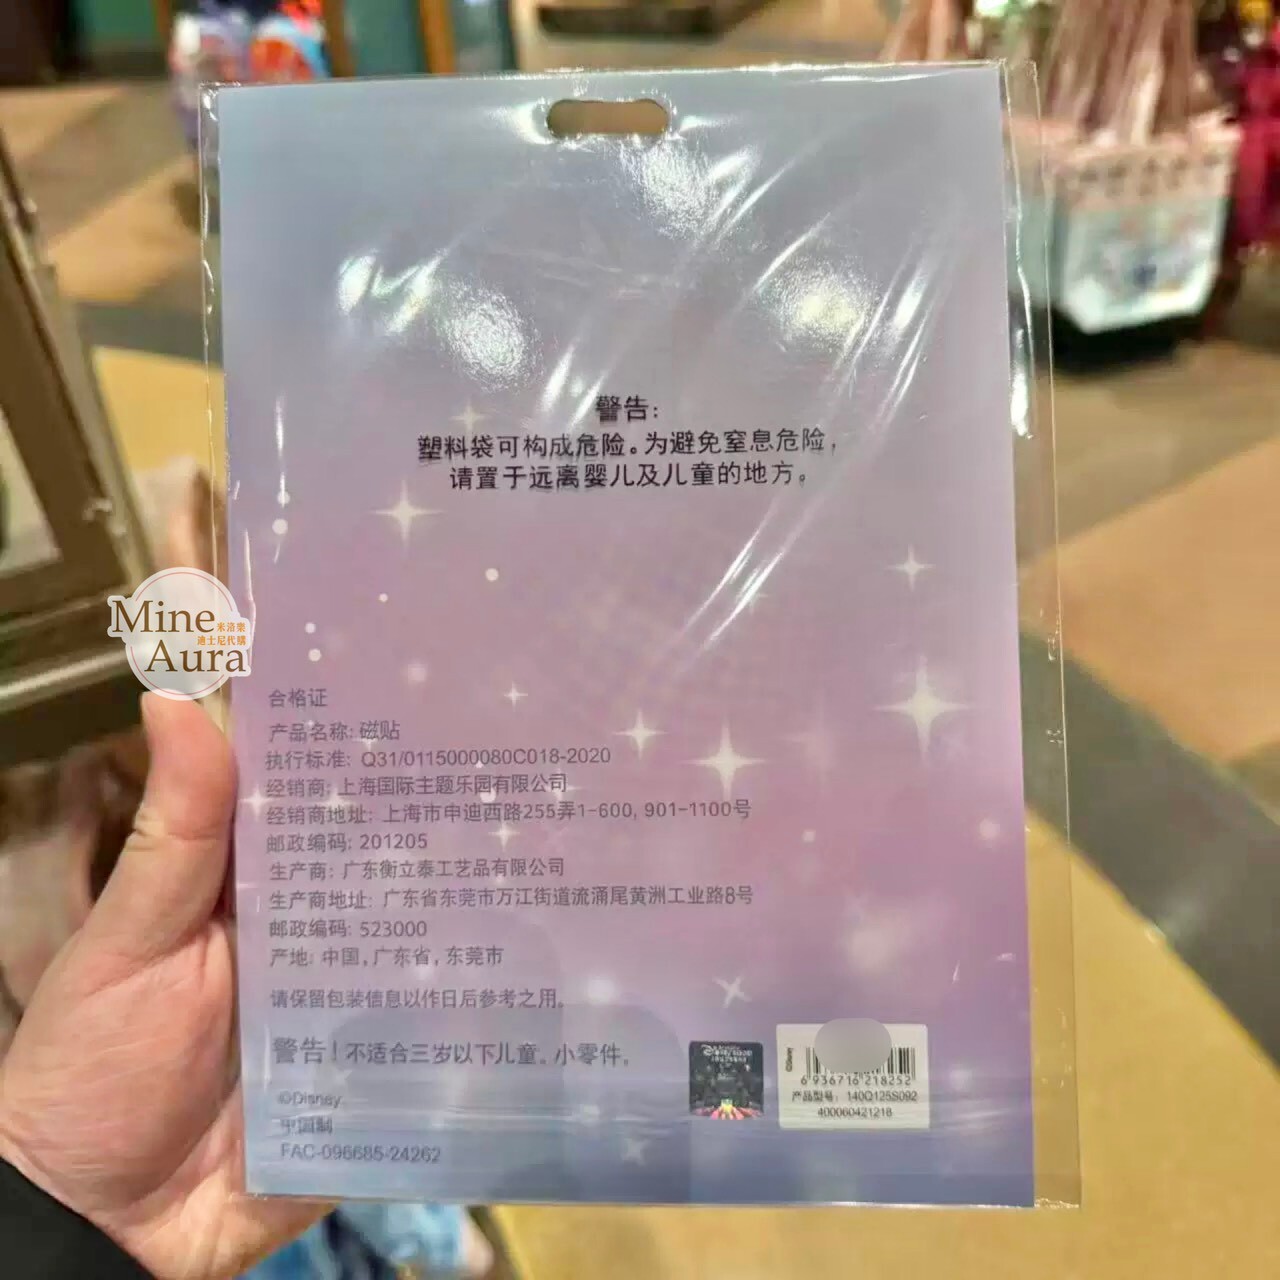 警告：
塑料袋可构成危险。为避免窒息危险，
请置于远离婴儿及儿童的地方。
Mine
米洛樂
迪士尼代購
Aura
合格证
产品名称: 磁贴
执行标准: Q31/0115000080C018-2020
经销商: 上海国际主题乐园有限公司
经销商地址: 上海市申迪西路255弄1-600, 901-1100号
邮政编码: 201205
生产商: 广东衡立泰工艺品有限公司
生产商地址: 广东省东莞市万江街道流涌尾黄洲工业路8号
邮政编码: 523000
产地: 中国, 广东省, 东莞市
请保留包装信息以作日后参考之用。
警告！不适合三岁以下儿童。小零件。
©Disney
中国制
FAC-096685-24262
©Disney
6 936716 218252
产品型号: 140Q125S092
400060421218